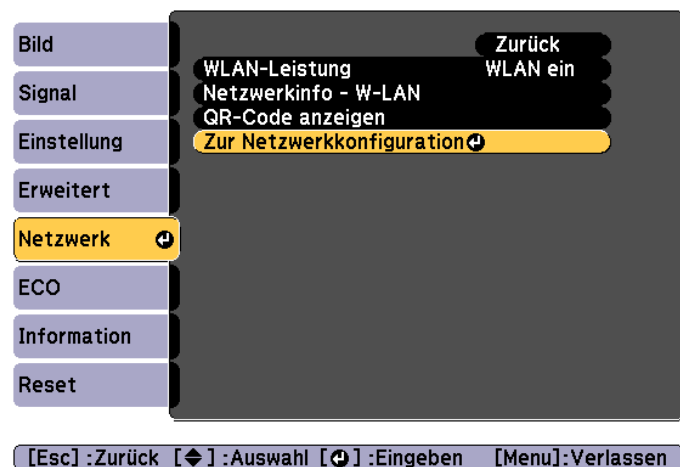 Bild
Signal
Einstellung
Erweitert
Netzwerk
ECO
Information
Reset
Zurück
WLAN-Leistung WLAN ein
Netzwerkinfo - W-LAN
QR-Code anzeigen
Zur Netzwerkkonfiguration
[Esc] :Zurück [◆] :Auswahl [⏎] :Eingeben [Menu]:Verlassen